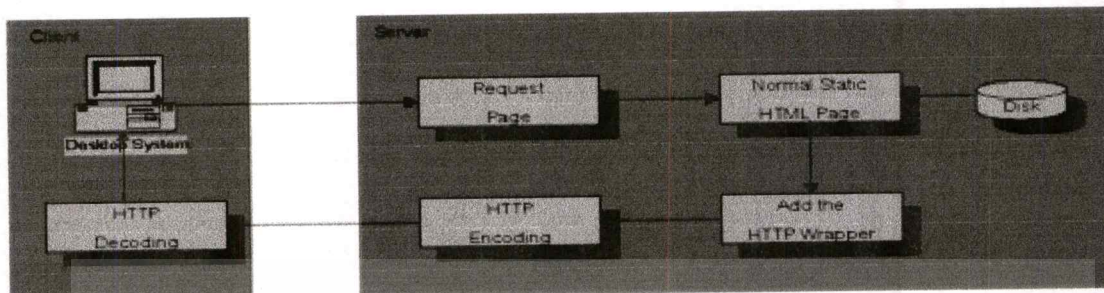 Client
Server
Request
Page
Normal Static
HTML Page
Disk
Desktop System
HTTP
Decoding
HTTP
Encoding
Add the
HTTP Wrapper